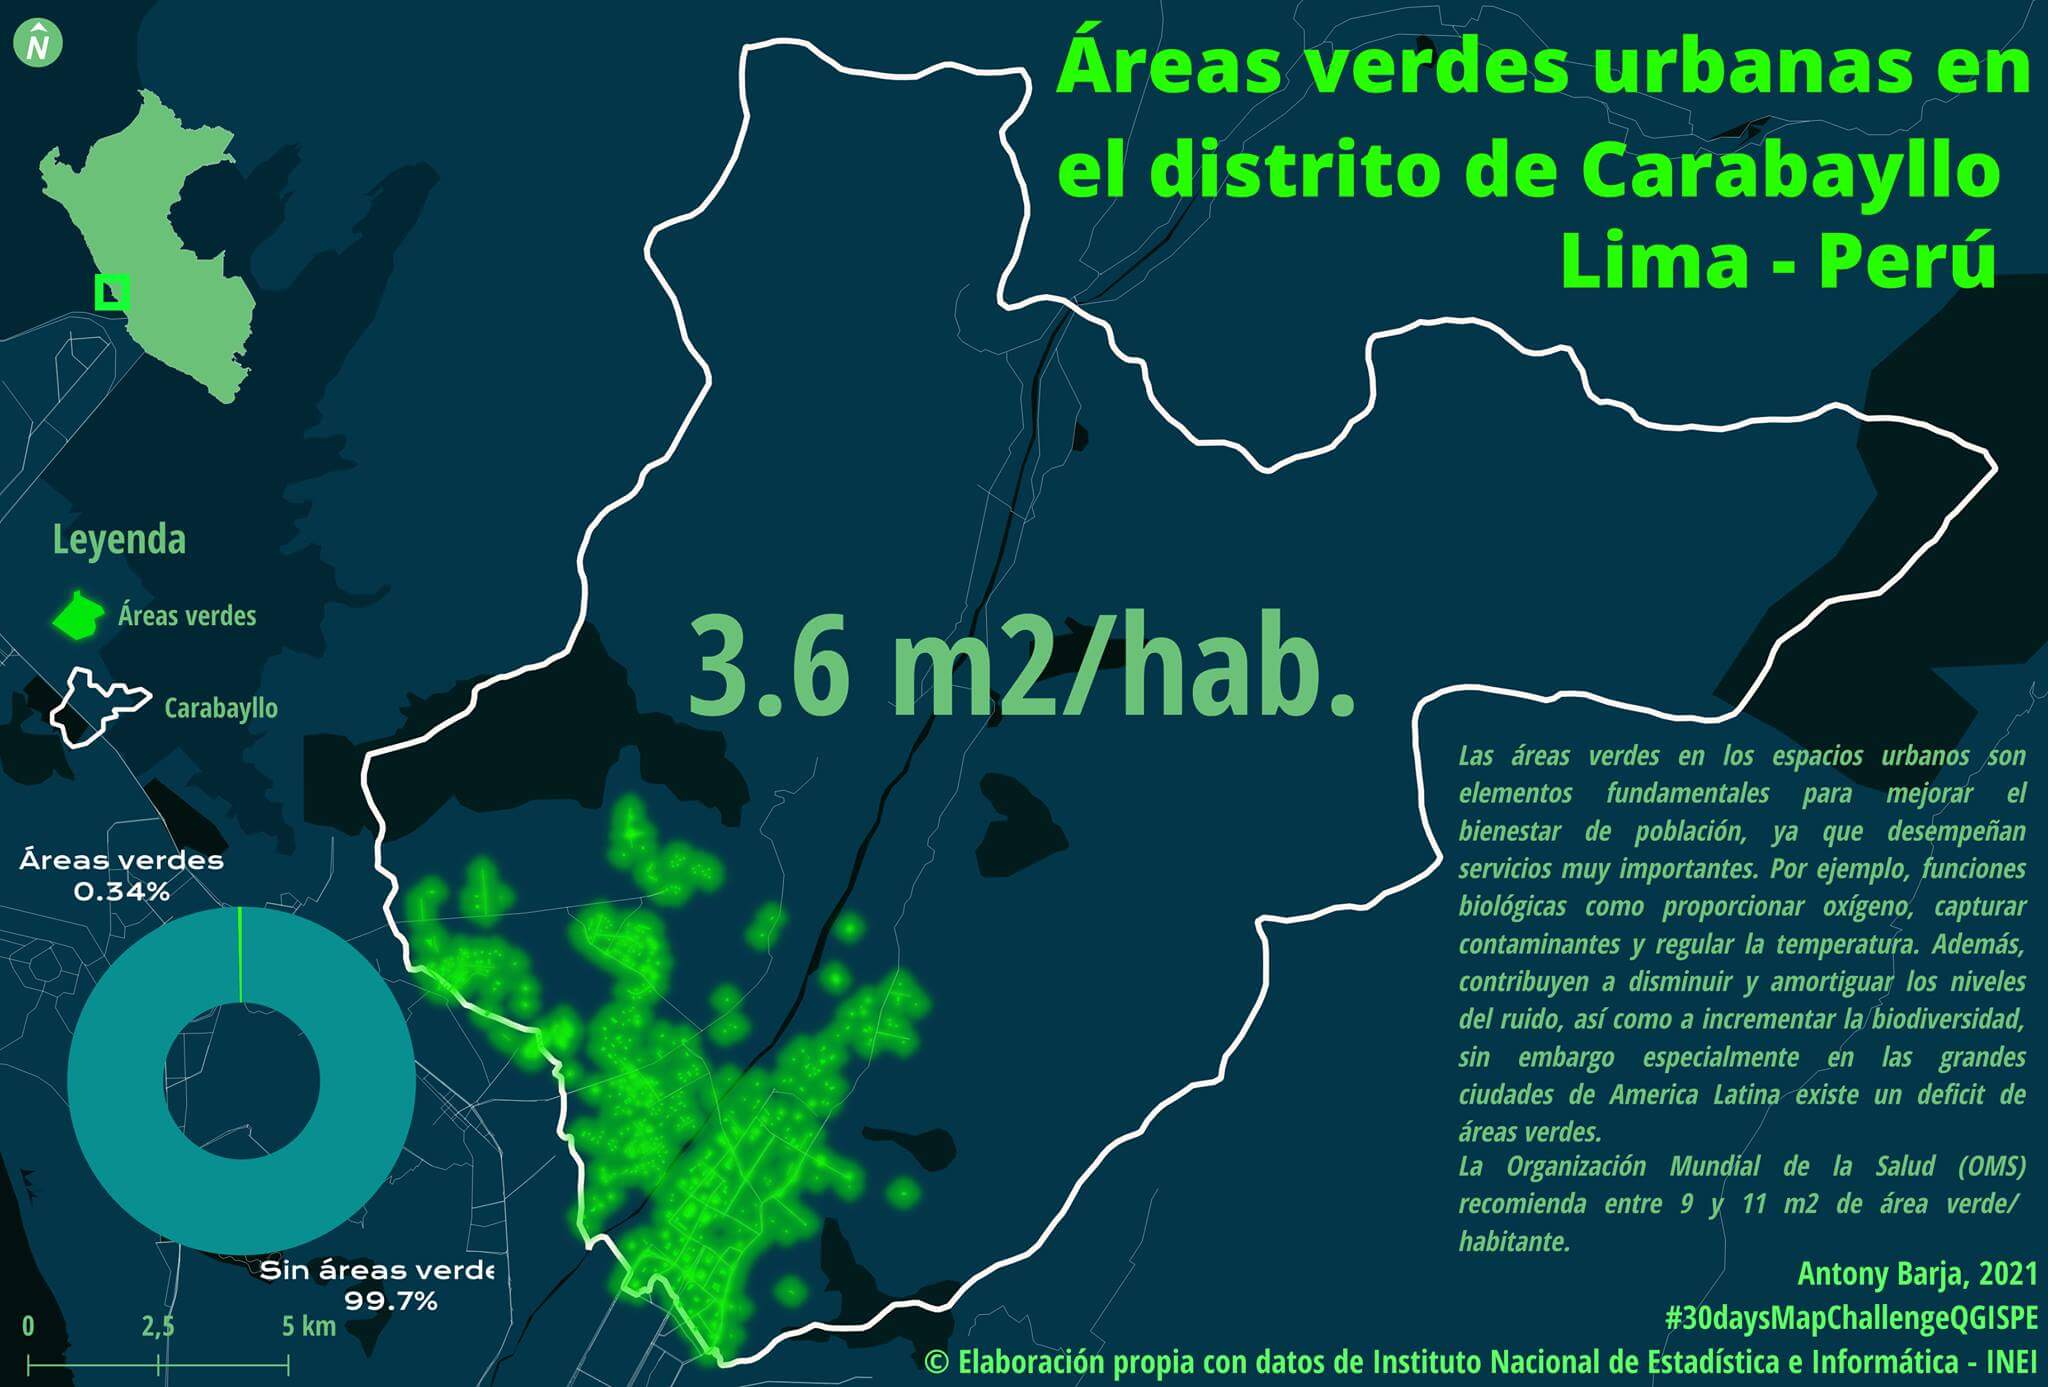 N
Áreas verdes urbanas en
el distrito de Carabayllo
Lima - Perú
Leyenda
Áreas verdes
Carabayllo
3.6 m2/hab.
Áreas verdes
0.34%
Sin áreas verde
99.7%
0 2,5 5 km
Las áreas verdes en los espacios urbanos son
elementos fundamentales para mejorar el
bienestar de población, ya que desempeñan
servicios muy importantes. Por ejemplo, funciones
biológicas como proporcionar oxígeno, capturar
contaminantes y regular la temperatura. Además,
contribuyen a disminuir y amortiguar los niveles
del ruido, así como a incrementar la biodiversidad,
sin embargo especialmente en las grandes
ciudades de America Latina existe un deficit de
áreas verdes.
La Organización Mundial de la Salud (OMS)
recomienda entre 9 y 11 m2 de área verde/
habitante.
Antony Barja, 2021
#30daysMapChallengeQGISPE
© Elaboración propia con datos de Instituto Nacional de Estadística e Informática - INEI